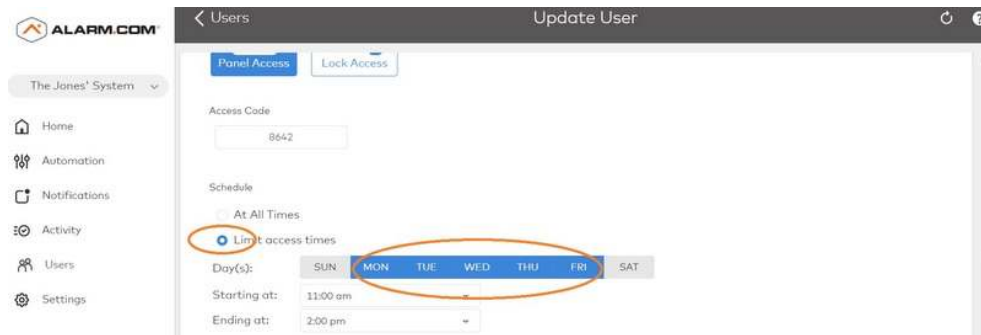 ALARM.COM
The Jones' System
Home
Automation
Notifications
Activity
Users
Settings
Users
Update User
?
Panel Access
Lock Access
Access Code
8642
Schedule
At All Times
Limit access times
Day(s):
SUN MON TUE WED THU FRI SAT
Starting at: 11:00 am
Ending at: 2:00 pm